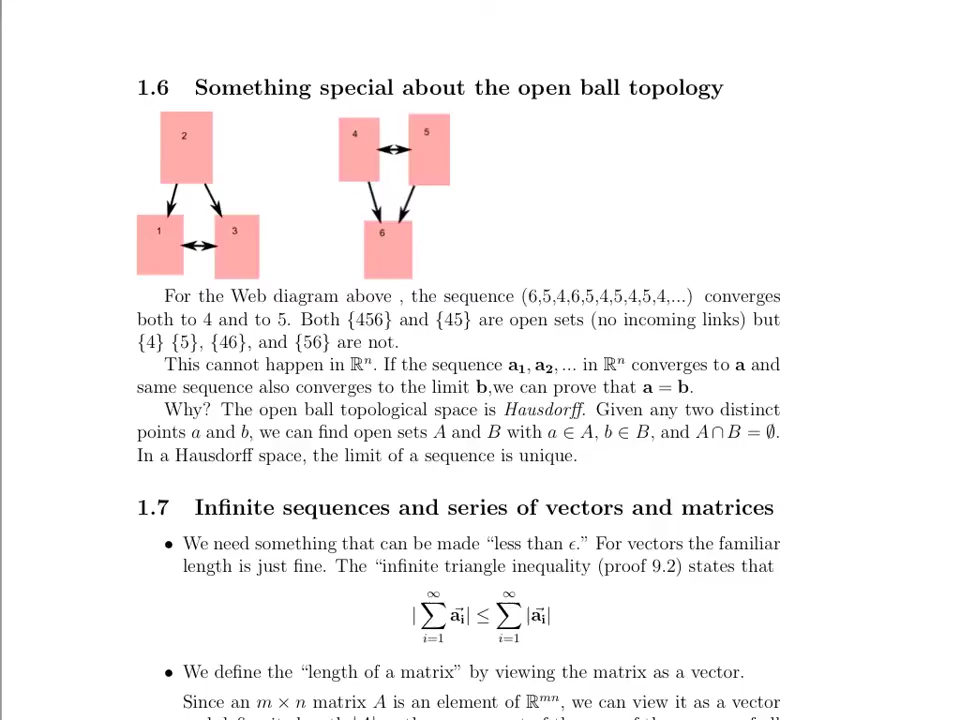 1.6 Something special about the open ball topology
2
4
5
1
3
6
For the Web diagram above , the sequence (6,5,4,6,5,4,5,4,5,4,...) converges
both to 4 and to 5. Both {456} and {45} are open sets (no incoming links) but
{4} {5}, {46}, and {56} are not.
This cannot happen in ℝⁿ. If the sequence a₁, a₂, ... in ℝⁿ converges to a and
same sequence also converges to the limit b,we can prove that a = b.
Why? The open ball topological space is Hausdorff. Given any two distinct
points a and b, we can find open sets A and B with a ∈ A, b ∈ B, and A ∩ B = ∅.
In a Hausdorff space, the limit of a sequence is unique.
1.7 Infinite sequences and series of vectors and matrices
• We need something that can be made “less than ϵ.” For vectors the familiar
length is just fine. The “infinite triangle inequality (proof 9.2) states that
|∑_{i=1}^{∞} a⃗ᵢ| ≤ ∑_{i=1}^{∞} |a⃗ᵢ|
• We define the “length of a matrix” by viewing the matrix as a vector.
Since an m × n matrix A is an element of ℝᵐⁿ, we can view it as a vector